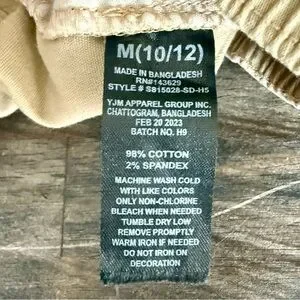 M(10/12)
MADE IN BANGLADESH
RN#143629
STYLE # S815028-SD-H5
YJM APPAREL GROUP INC.
CHATTOGRAM, BANGLADESH
FEB 20 2023
BATCH NO. H9
98% COTTON
2% SPANDEX
MACHINE WASH COLD
WITH LIKE COLORS
ONLY NON-CHLORINE
BLEACH WHEN NEEDED
TUMBLE DRY LOW
REMOVE PROMPTLY
WARM IRON IF NEEDED
DO NOT IRON ON
DECORATION